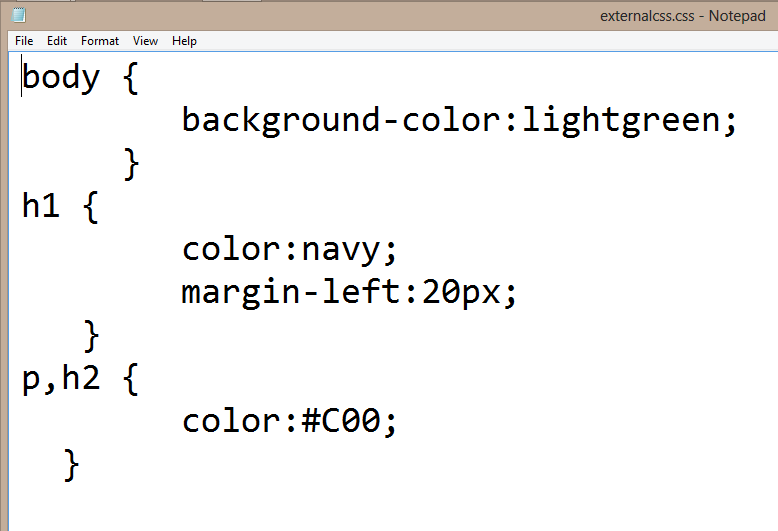 externalcss.css - Notepad
File Edit Format View Help
body {
background-color:lightgreen;
}
h1 {
color:navy;
margin-left:20px;
}
p,h2 {
color:#C00;
}